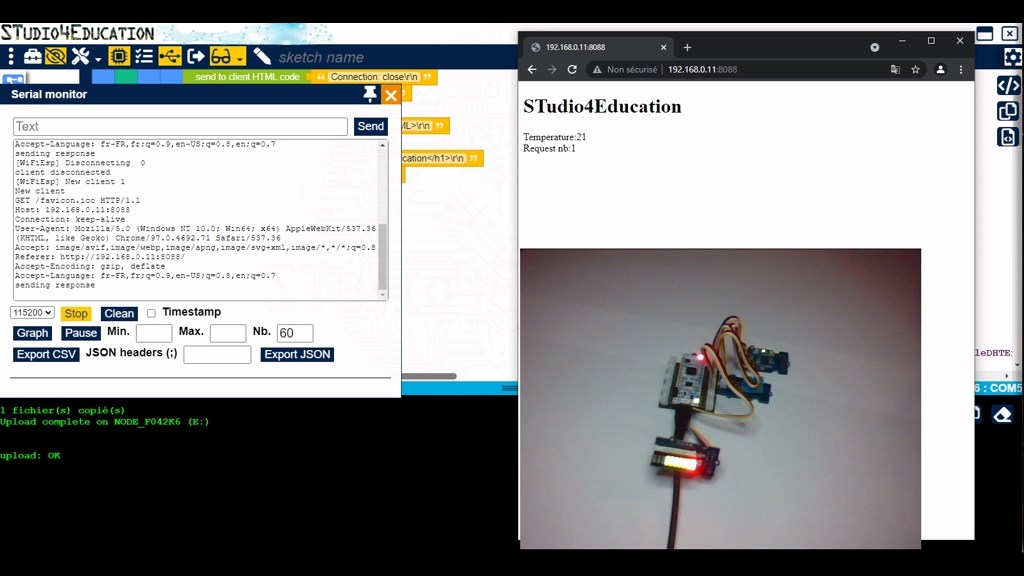 STudio4Education
sketch name
send to client HTML code
“ Connection: close\r\n ”
”
ML>\r\n ”
cation</h1>\r\n ”
Serial monitor
Text
Send
Accept-Language: fr-FR,fr;q=0.9,en-US;q=0.8,en;q=0.7
sending response
[WiFiEsp] Disconnecting  0
client disconnected
[WiFiEsp] New client 1
New client
GET /favicon.ico HTTP/1.1
Host: 192.168.0.11:8088
Connection: keep-alive
User-Agent: Mozilla/5.0 (Windows NT 10.0; Win64; x64) AppleWebKit/537.36
(KHTML, like Gecko) Chrome/97.0.4692.71 Safari/537.36
Accept: image/avif,image/webp,image/apng,image/svg+xml,image/*,*/*;q=0.8
Referer: http://192.168.0.11:8088/
Accept-Encoding: gzip, deflate
Accept-Language: fr-FR,fr;q=0.9,en-US;q=0.8,en;q=0.7
sending response
115200
Stop
Clean
Timestamp
Graph
Pause
Min.
Max.
Nb.
60
Export CSV
JSON headers (;)
Export JSON
1 fichier(s) copié(s)
Upload complete on NODE_F042K6 (E:)
upload: OK
192.168.0.11:8088
Non sécurisé
192.168.0.11:8088
STudio4Education
Temperature:21
Request nb:1
leDHTE:
6 : COM5